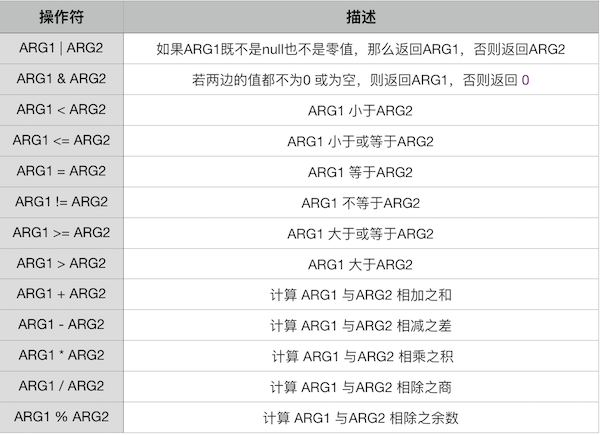 操作符 描述
ARG1 | ARG2 如果ARG1既不是null也不是零值，那么返回ARG1，否则返回ARG2
ARG1 & ARG2 若两边的值都不为0 或为空，则返回ARG1，否则返回 0
ARG1 < ARG2 ARG1 小于ARG2
ARG1 <= ARG2 ARG1 小于或等于ARG2
ARG1 = ARG2 ARG1 等于ARG2
ARG1 != ARG2 ARG1 不等于ARG2
ARG1 >= ARG2 ARG1 大于或等于ARG2
ARG1 > ARG2 ARG1 大于ARG2
ARG1 + ARG2 计算 ARG1 与ARG2 相加之和
ARG1 - ARG2 计算 ARG1 与ARG2 相减之差
ARG1 * ARG2 计算 ARG1 与ARG2 相乘之积
ARG1 / ARG2 计算 ARG1 与ARG2 相除之商
ARG1 % ARG2 计算 ARG1 与ARG2 相除之余数